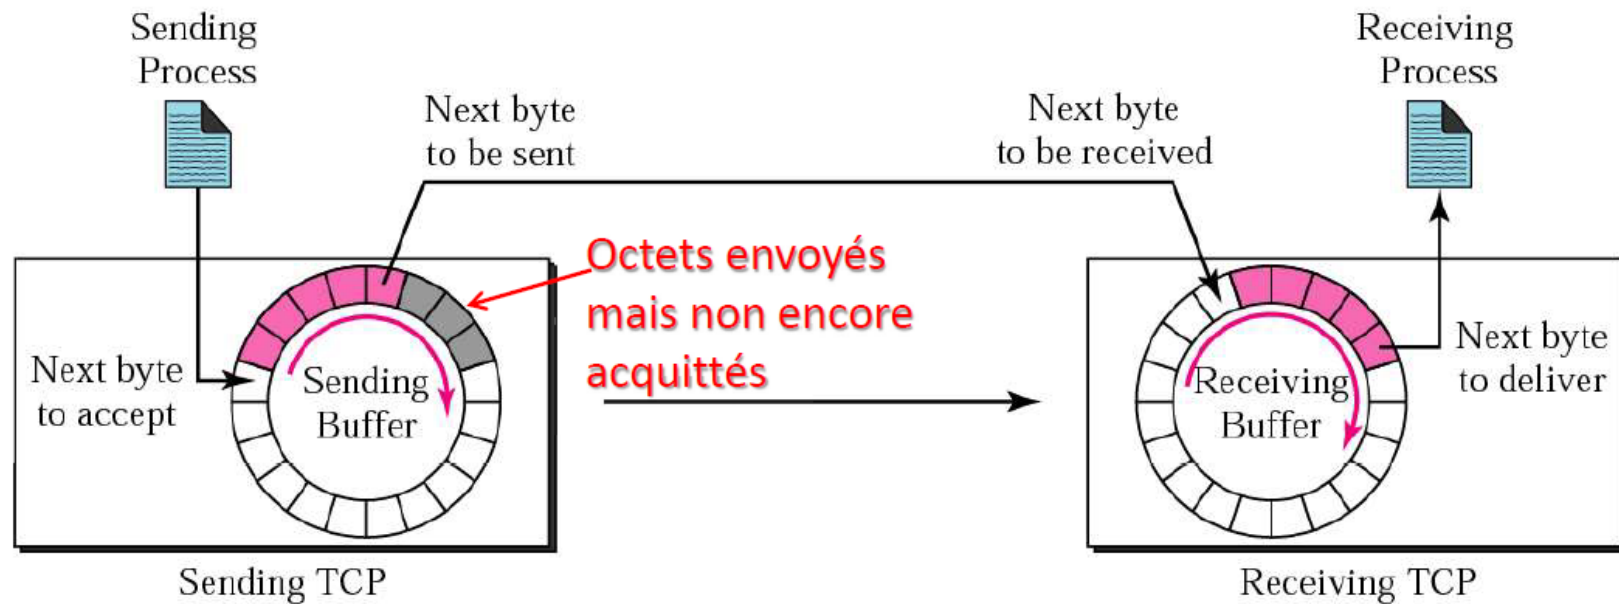 Sending
Process
Receiving
Process
Next byte
to be sent
Next byte
to be received
Octets envoyés
mais non encore
acquittés
Next byte
to accept
Sending
Buffer
Receiving
Buffer
Next byte
to deliver
Sending TCP
Receiving TCP